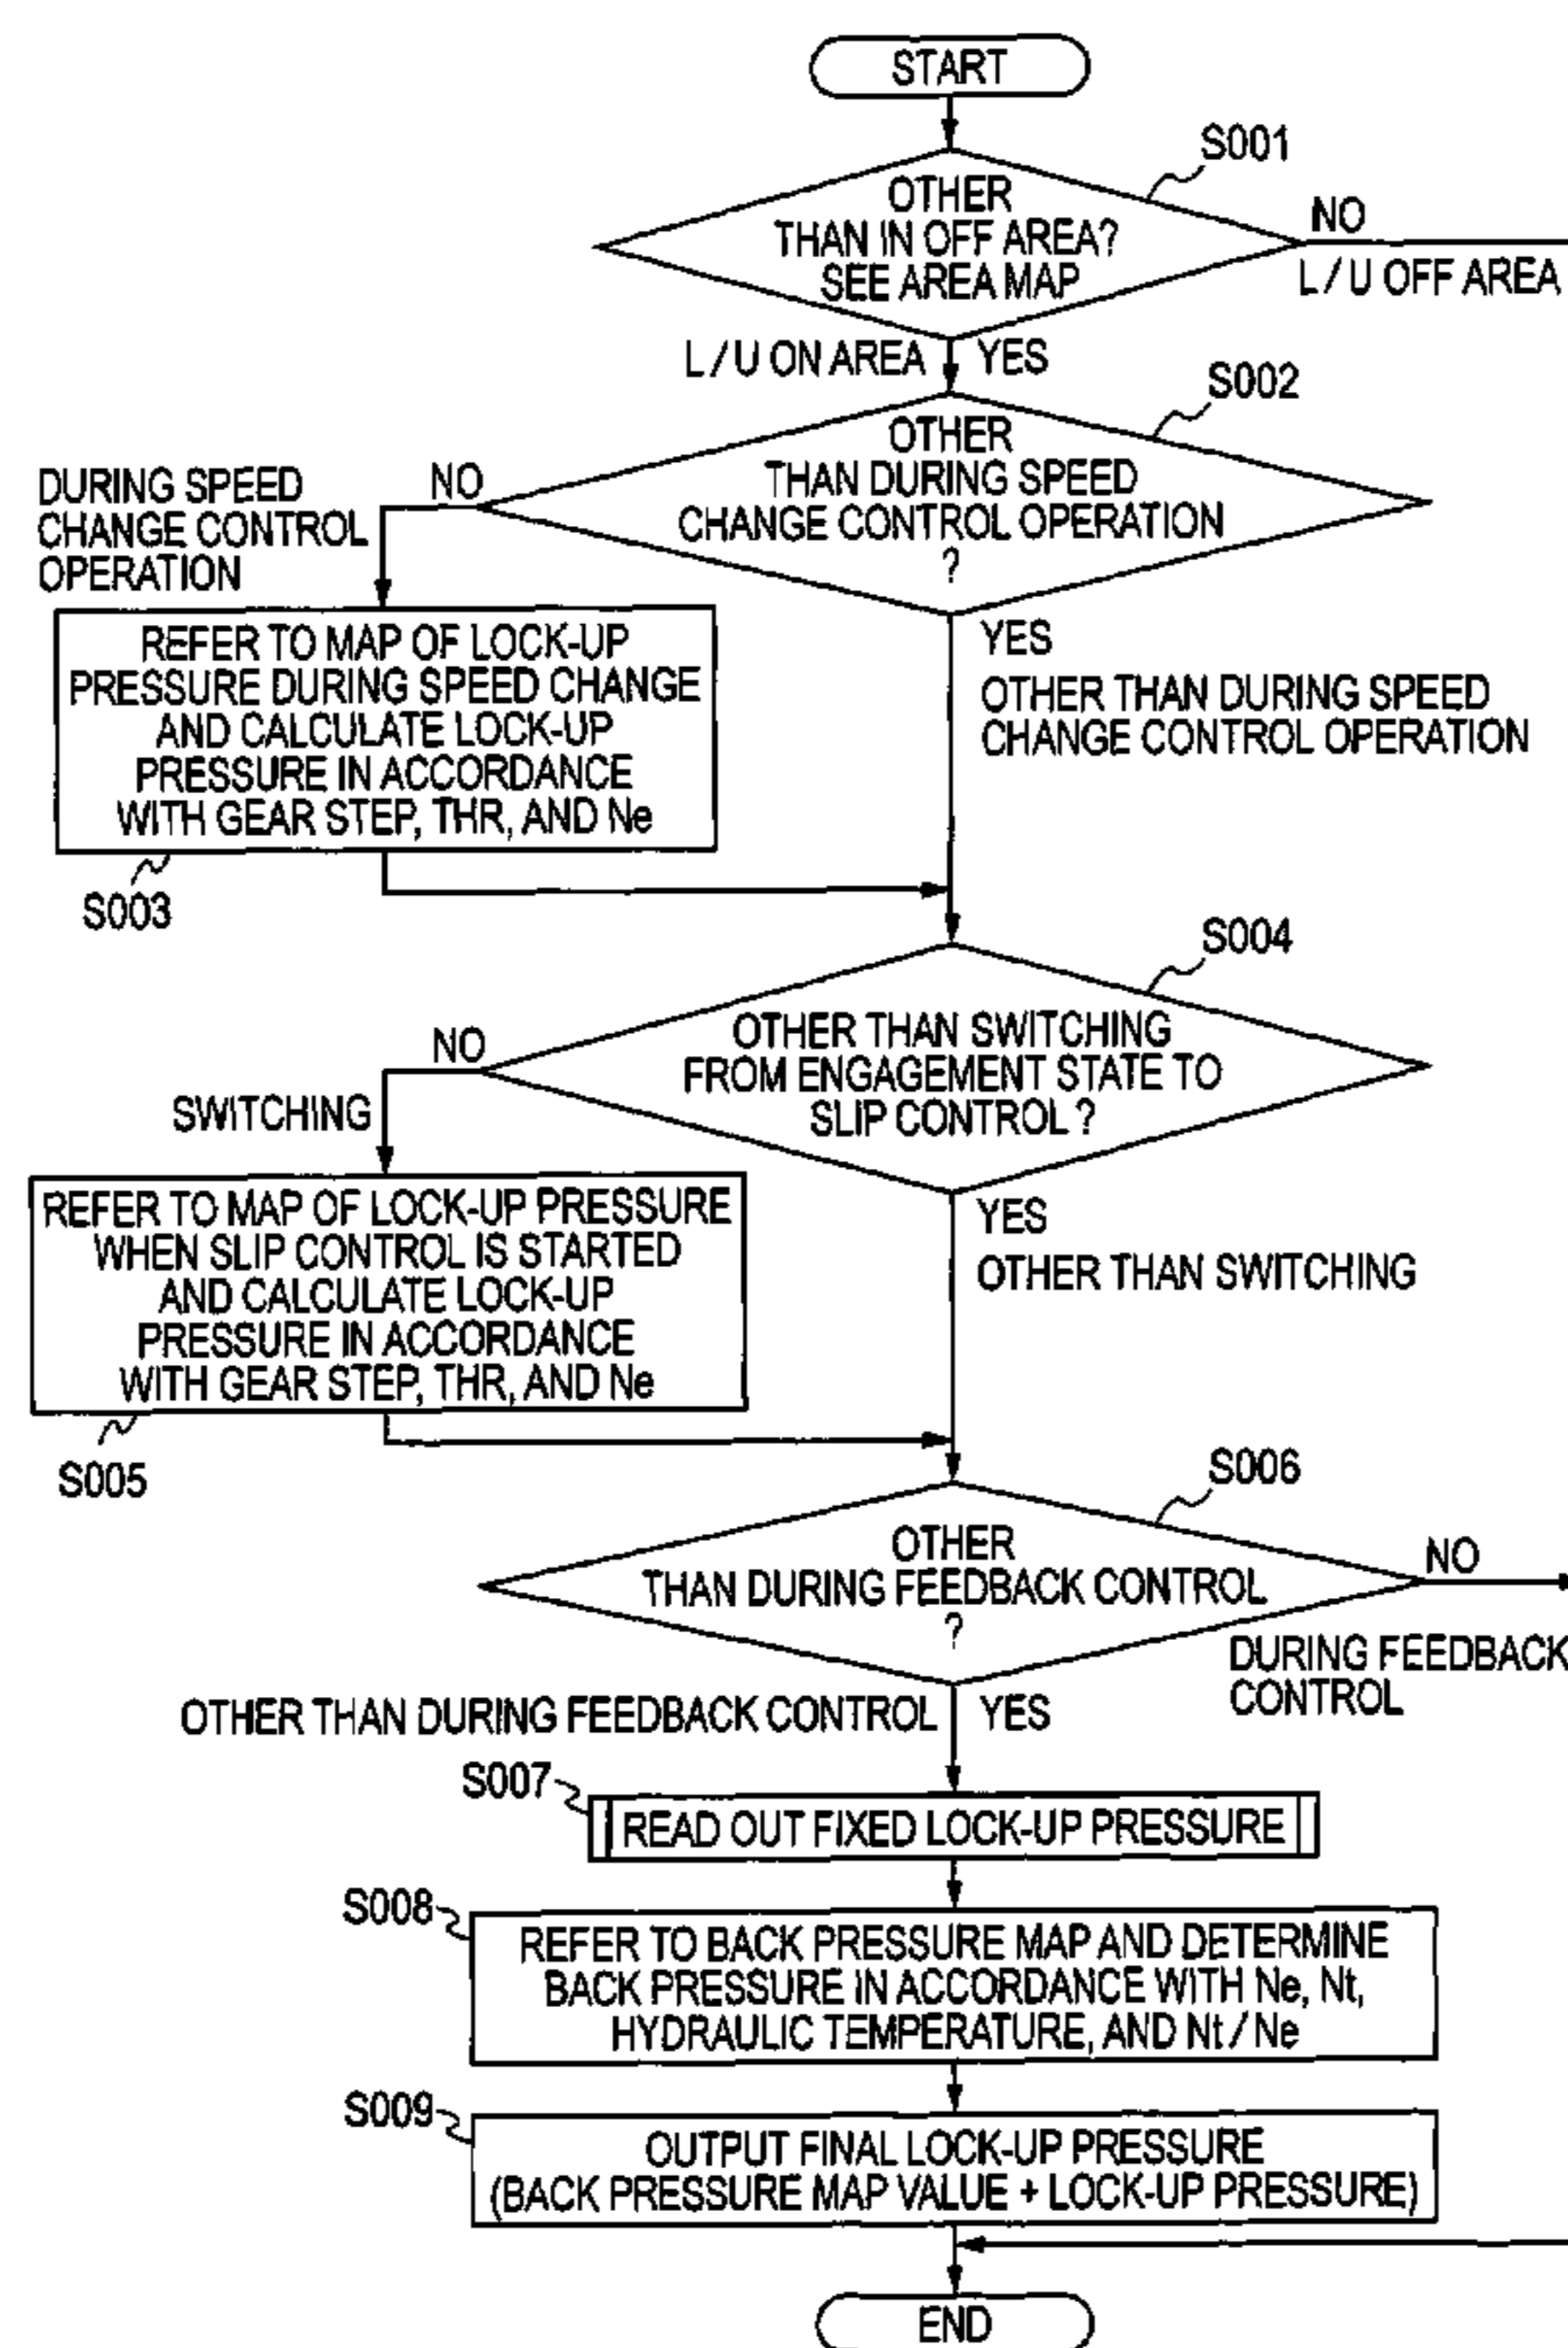 START
S001
OTHER
THAN IN OFF AREA?
SEE AREA MAP
NO
L / U OFF AREA
L / U ON AREA
YES
S002
OTHER
THAN DURING SPEED
CHANGE CONTROL OPERATION
?
NO
DURING SPEED
CHANGE CONTROL
OPERATION
REFER TO MAP OF LOCK-UP
PRESSURE DURING SPEED CHANGE
AND CALCULATE LOCK-UP
PRESSURE IN ACCORDANCE
WITH GEAR STEP, THR, AND Ne
S003
YES
OTHER THAN DURING SPEED
CHANGE CONTROL OPERATION
S004
OTHER THAN SWITCHING
FROM ENGAGEMENT STATE TO
SLIP CONTROL ?
NO
SWITCHING
REFER TO MAP OF LOCK-UP PRESSURE
WHEN SLIP CONTROL IS STARTED
AND CALCULATE LOCK-UP
PRESSURE IN ACCORDANCE
WITH GEAR STEP, THR, AND Ne
S005
YES
OTHER THAN SWITCHING
S006
OTHER
THAN DURING FEEDBACK CONTROL
?
NO
DURING FEEDBACK
CONTROL
OTHER THAN DURING FEEDBACK CONTROL
YES
S007
READ OUT FIXED LOCK-UP PRESSURE
S008
REFER TO BACK PRESSURE MAP AND DETERMINE
BACK PRESSURE IN ACCORDANCE WITH Ne, Nt,
HYDRAULIC TEMPERATURE, AND Nt / Ne
S009
OUTPUT FINAL LOCK-UP PRESSURE
(BACK PRESSURE MAP VALUE + LOCK-UP PRESSURE)
END